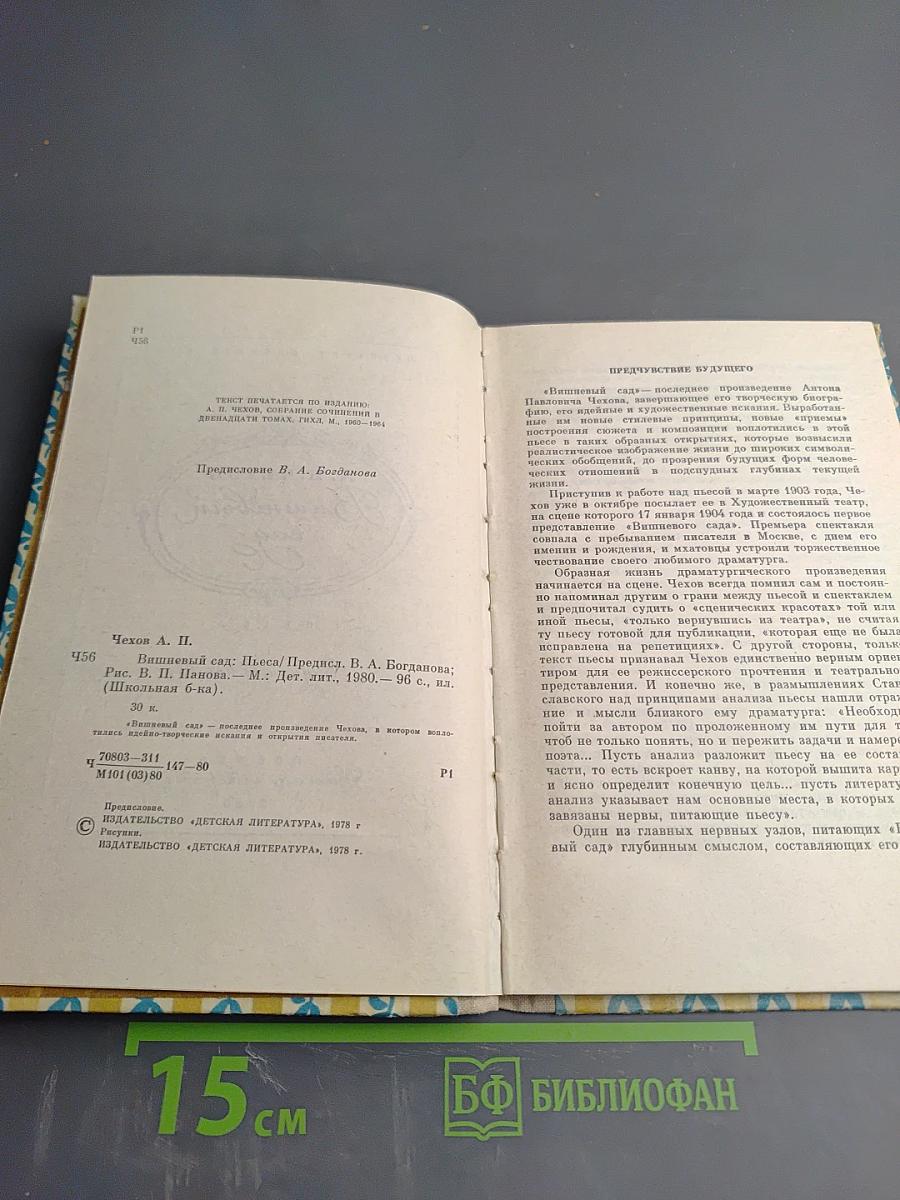 Р1
Ч56
ТЕКСТ ПЕЧАТАЕТСЯ ПО ИЗДАНИЮ:
А. П. ЧЕХОВ, СОБРАНИЕ СОЧИНЕНИЙ В
ДВЕНАДЦАТИ ТОМАХ. ГИХЛ, М., 1960—1964
Предисловие В. А. Богданова
Чехов А. П.
Ч56 Вишневый сад: Пьеса/ Предисл. В. А. Богданова;
Рис. В. П. Панова.— М.: Дет. лит., 1980.— 96 с., ил.
(Школьная б-ка).
30 к.
«Вишневый сад» — последнее произведение Чехова, в котором вопло-
тились идейно-творческие искания и открытия писателя.
Ч 70803—311
М101(03)80 147—80 Р1
Предисловие.
© ИЗДАТЕЛЬСТВО «ДЕТСКАЯ ЛИТЕРАТУРА», 1978 г
Рисунки.
ИЗДАТЕЛЬСТВО «ДЕТСКАЯ ЛИТЕРАТУРА», 1978 г.
ПРЕДЧУВСТВИЕ БУДУЩЕГО
«Вишневый сад»— последнее произведение Антона
Павловича Чехова, завершающее его творческую биогра-
фию, его идейные и художественные искания. Выработан-
ные им новые стилевые принципы, новые «приемы»
построения сюжета и композиции воплотились в этой
пьесе в таких образных открытиях, которые возвысили
реалистическое изображение жизни до широких символи-
ческих обобщений, до прозрения будущих форм челове-
ческих отношений в подспудных глубинах текущей
жизни.
Приступив к работе над пьесой в марте 1903 года, Че-
хов уже в октябре посылает ее в Художественный театр,
на сцене которого 17 января 1904 года и состоялось первое
представление «Вишневого сада». Премьера спектакля
совпала с пребыванием писателя в Москве, с днем его
именин и рождения, и мхатовцы устроили торжественное
чествование своего любимого драматурга.
Образная жизнь драматургического произведения
начинается на сцене. Чехов всегда помнил сам и постоян-
но напоминал другим о грани между пьесой и спектаклем
и предпочитал судить о «сценических красотах» той или
иной пьесы, «только вернувшись из театра», не считая
ту пьесу готовой для публикации, «которая еще не была
исправлена на репетициях». С другой стороны, только
текст пьесы признавал Чехов единственно верным ориен
тиром для ее режиссерского прочтения и театрально
представления. И конечно же, в размышлениях Стан
славского над принципами анализа пьесы нашли отраж
ние и мысли близкого ему драматурга: «Необходи
пойти за автором по проложенному им пути для т
чтоб не только понять, но и пережить задачи и намере
поэта... Пусть анализ разложит пьесу на ее соста
части, то есть вскроет канву, на которой вышита кар
и ясно определит конечную цель... пусть литерату
анализ указывает нам основные места, в которых
завязаны нервы, питающие пьесу».
Один из главных нервных узлов, питающих «
вый сад» глубинным смыслом, составляющих его
15 см
БФ БИБЛИОФАН